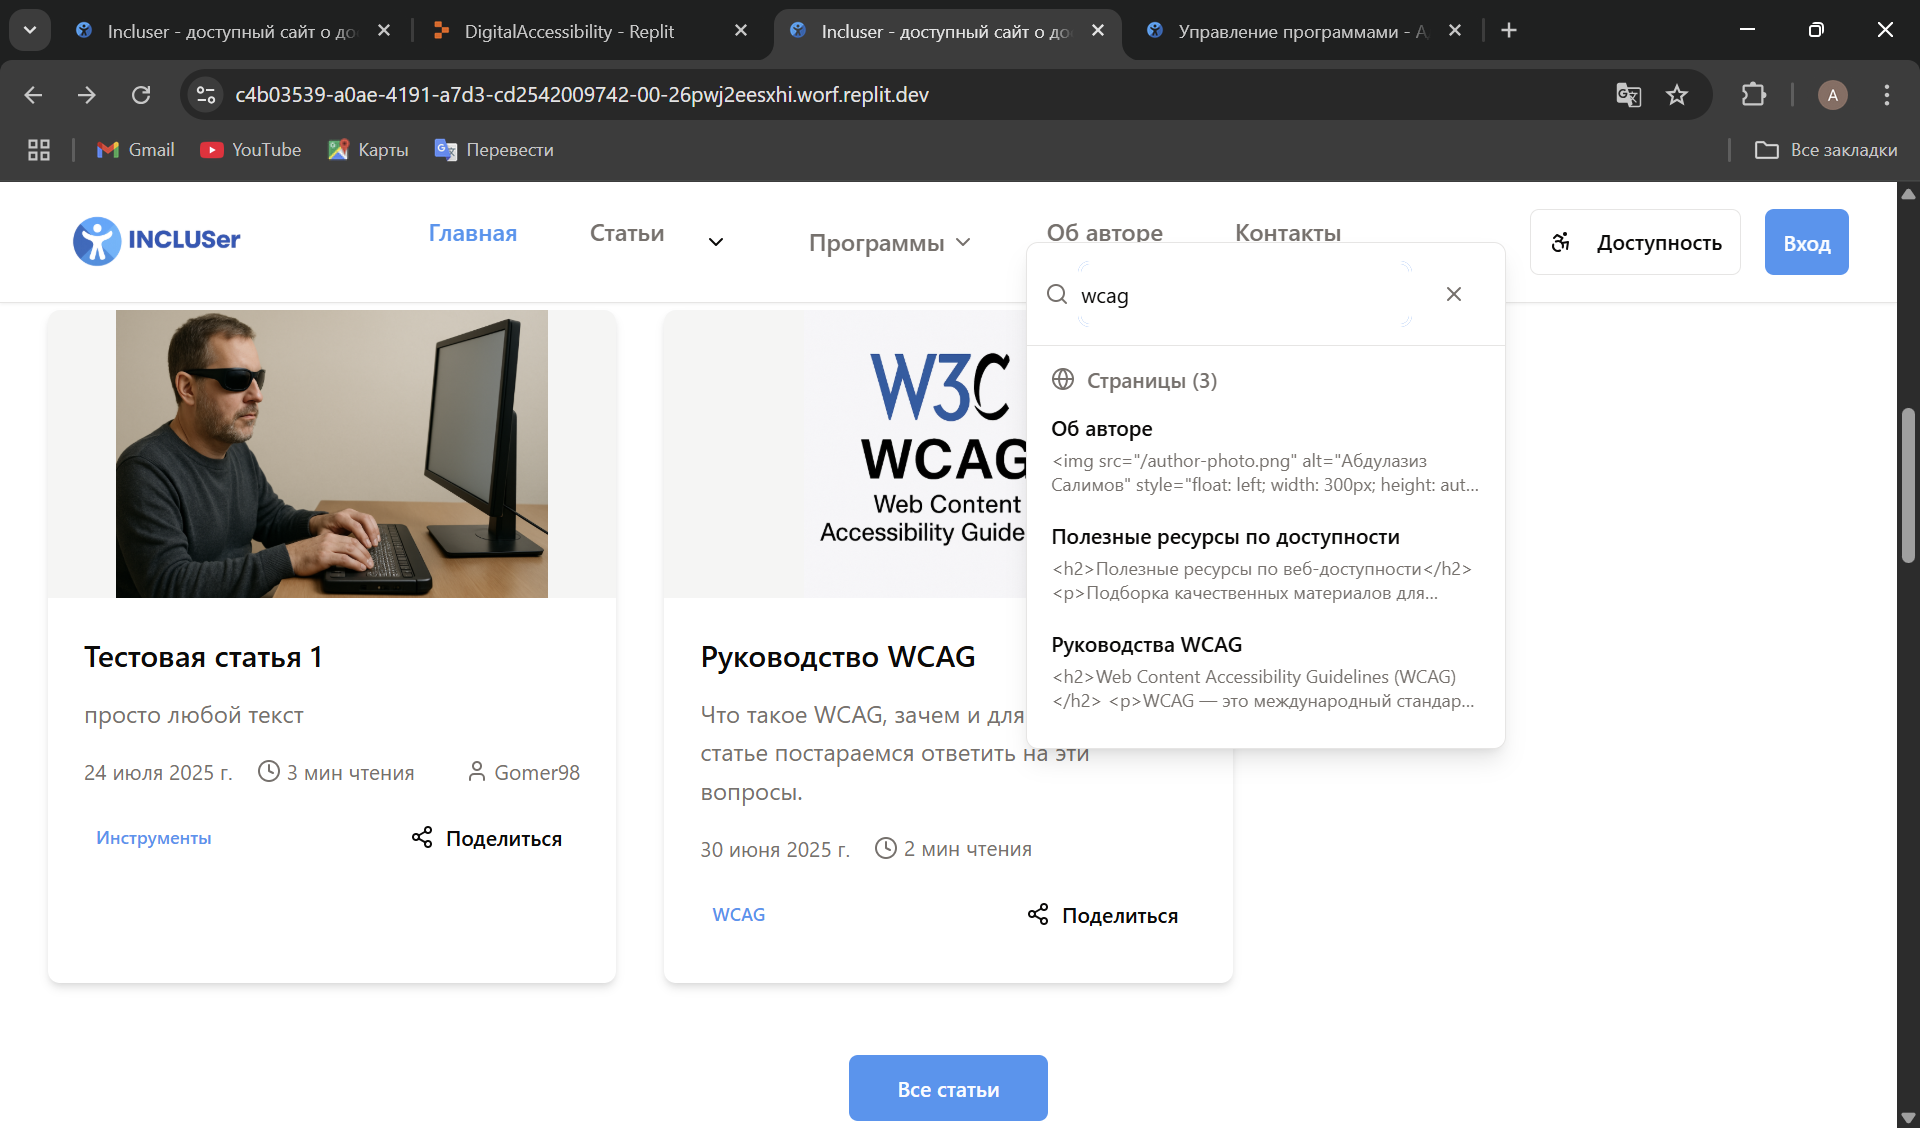 Incluser - доступный сайт о до
DigitalAccessibility - Replit
Incluser - доступный сайт о до
Управление программами - А
c4b03539-a0ae-4191-a7d3-cd2542009742-00-26pwj2eesxhi.worf.replit.dev
A
Gmail
YouTube
Карты
Перевести
Все закладки
INCLUSer
Главная
Статьи
Программы
Об авторе
Контакты
Доступность
Вход
wcag
Страницы (3)
Об авторе
<img src="/author-photo.png" alt="Абдулазиз
Салимов" style="float: left; width: 300px; height: aut...
Полезные ресурсы по доступности
<h2>Полезные ресурсы по веб-доступности</h2>
<p>Подборка качественных материалов для...
Руководства WCAG
<h2>Web Content Accessibility Guidelines (WCAG)
</h2> <p>WCAG — это международный стандар...
Тестовая статья 1
просто любой текст
24 июля 2025 г.
3 мин чтения
Gomer98
Инструменты
Поделиться
W3C
WCAG
Web Content
Accessibility Guide
Руководство WCAG
Что такое WCAG, зачем и для
статье постараемся ответить на эти
вопросы.
30 июня 2025 г.
2 мин чтения
WCAG
Поделиться
Все статьи